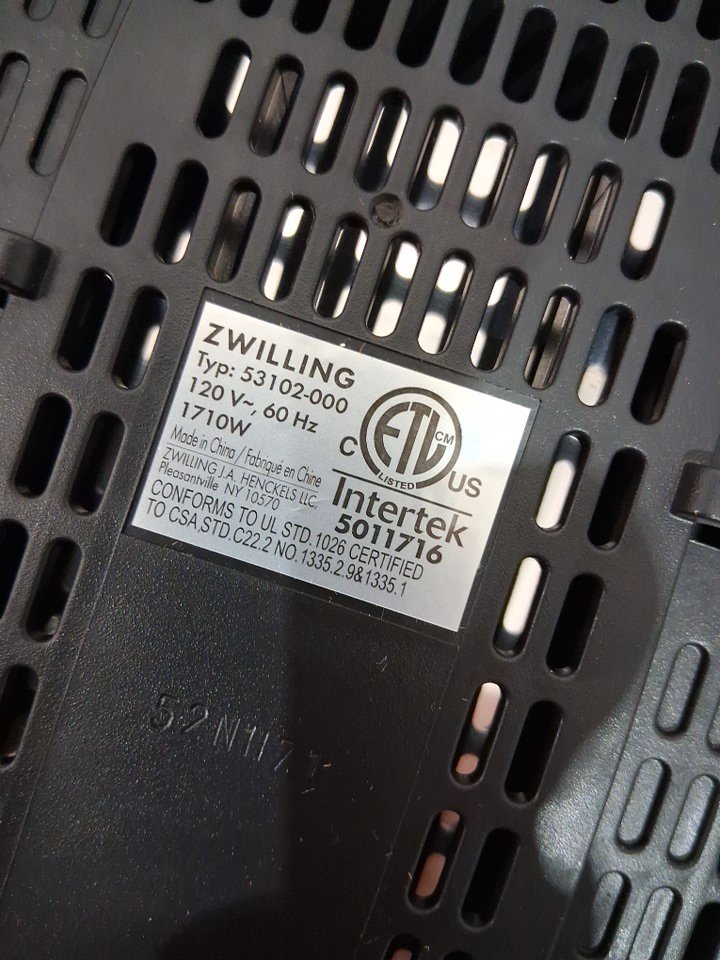 ZWILLING
Typ: 53102-000
120 V~, 60 Hz
1710W
Made in China / Fabriqué en Chine
ZWILLING J.A. HENCKELS LLC,
Pleasantville NY 10570
CONFORMS TO UL STD.1026 CERTIFIED
TO CSA,STD.C22.2 NO.1335.2.9&1335.1
ETL CM
LISTED
C US
Intertek
5011716